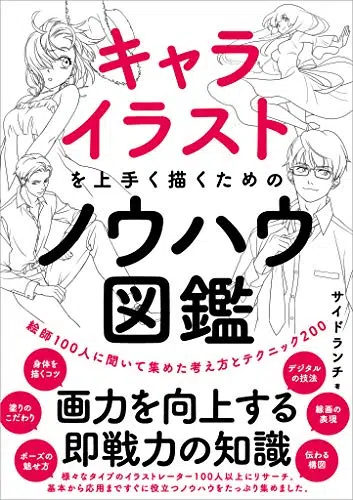 キャラ
イラスト
を上手く描くための
ノウハウ
図鑑
サイドランチ・著
絵師100人に聞いて集めた考え方とテクニック200
身体を
描くコツ
塗りの
こだわり
ポーズの
魅せ方
デジタル
の技法
線画の
表現
伝わる
構図
画力を向上する
即戦力の知識
様々なタイプのイラストレーター100人以上にリサーチ。
基本から応用まですぐに役立つノウハウをたっぷり集めました。